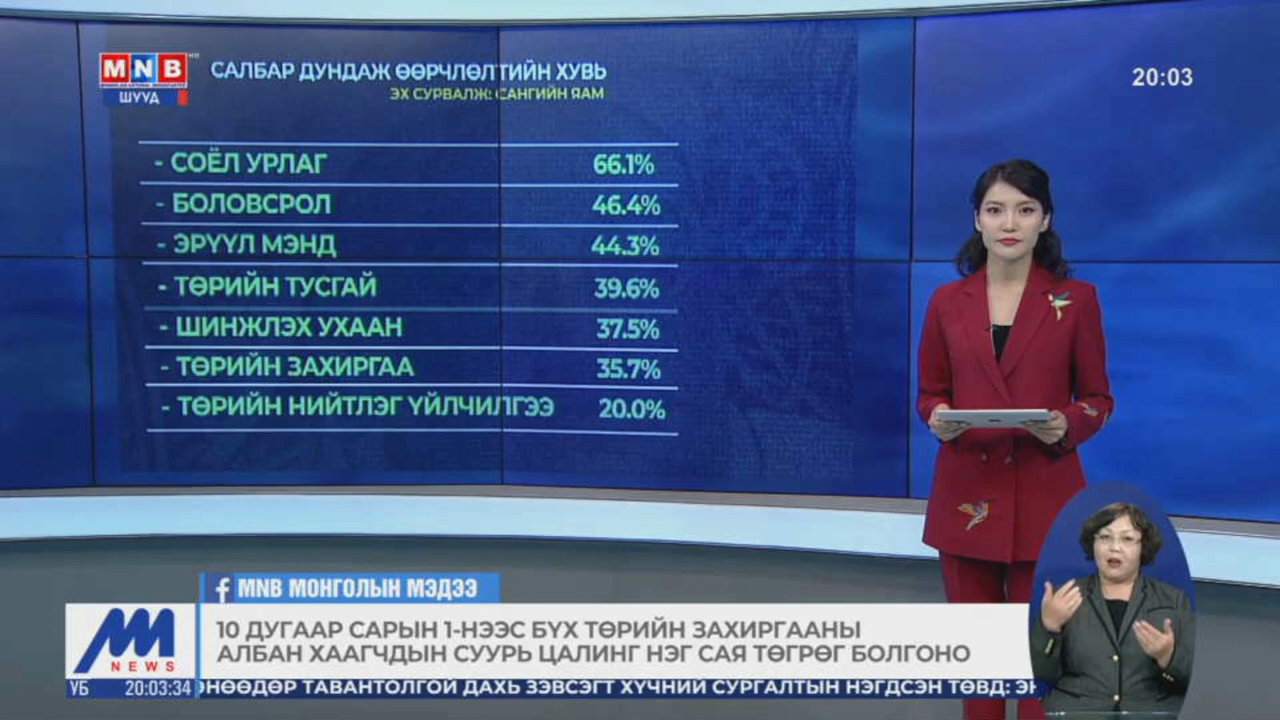 MNB
ШУУД
САЛБАР ДУНДАЖ ӨӨРЧЛӨЛТИЙН ХУВЬ
ЭХ СУРВАЛЖ: САНГИЙН ЯАМ
20:03
- СОЁЛ УРЛАГ 66.1%
- БОЛОВСРОЛ 46.4%
- ЭРҮҮЛ МЭНД 44.3%
- ТӨРИЙН ТУСГАЙ 39.6%
- ШИНЖЛЭХ УХААН 37.5%
- ТӨРИЙН ЗАХИРГАА 35.7%
- ТӨРИЙН НИЙТЛЭГ ҮЙЛЧИЛГЭЭ 20.0%
f MNB МОНГОЛЫН МЭДЭЭ
10 ДУГААР САРЫН 1-НЭЭС БҮХ ТӨРИЙН ЗАХИРГААНЫ
АЛБАН ХААГЧДЫН СУУРЬ ЦАЛИНГ НЭГ САЯ ТӨГРӨГ БОЛГОНО
M NEWS
УБ 20:03:34
ӨНӨӨДӨР ТАВАНТОЛГОЙ ДАХЬ ЗЭВСЭГТ ХҮЧНИЙ СУРГАЛТЫН НЭГДСЭН ТӨВД: